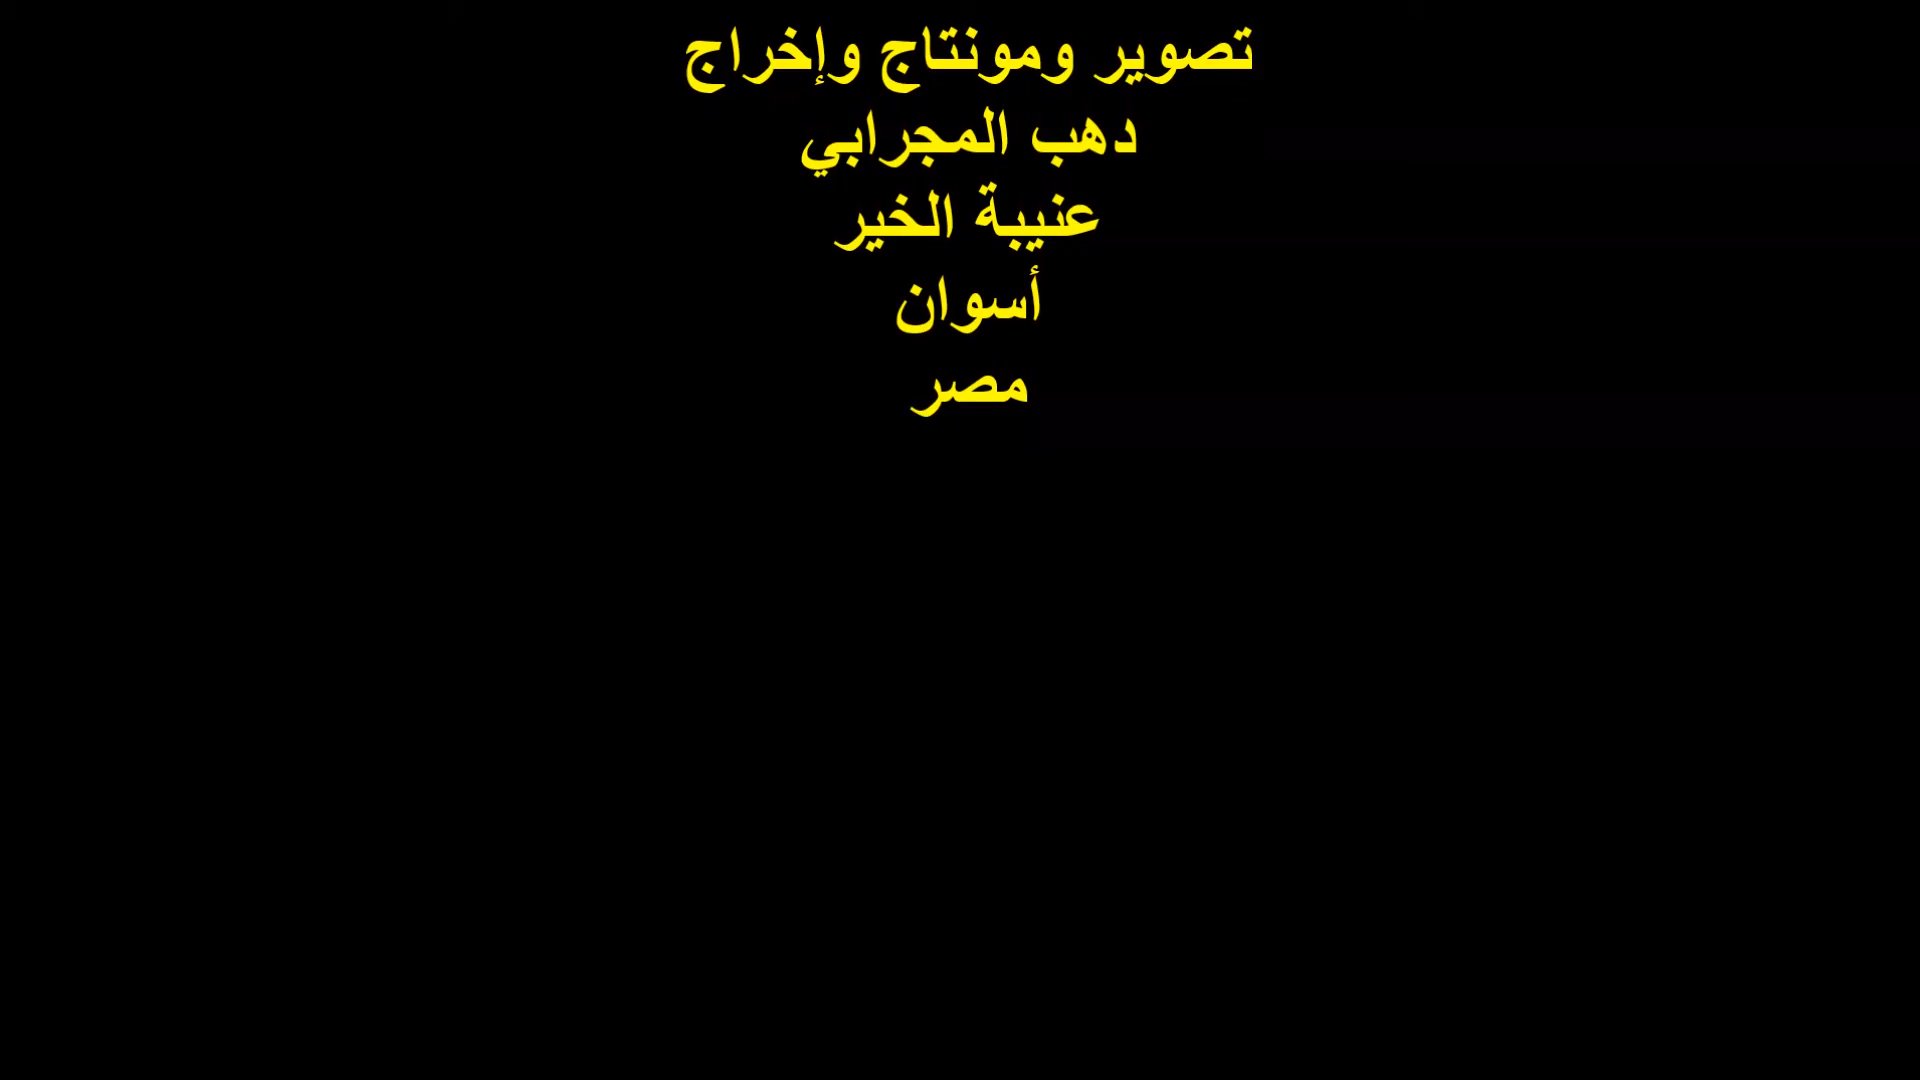 تصوير ومونتاج وإخراج
دهب المجرابي
عنيبة الخير
أسوان
مصر